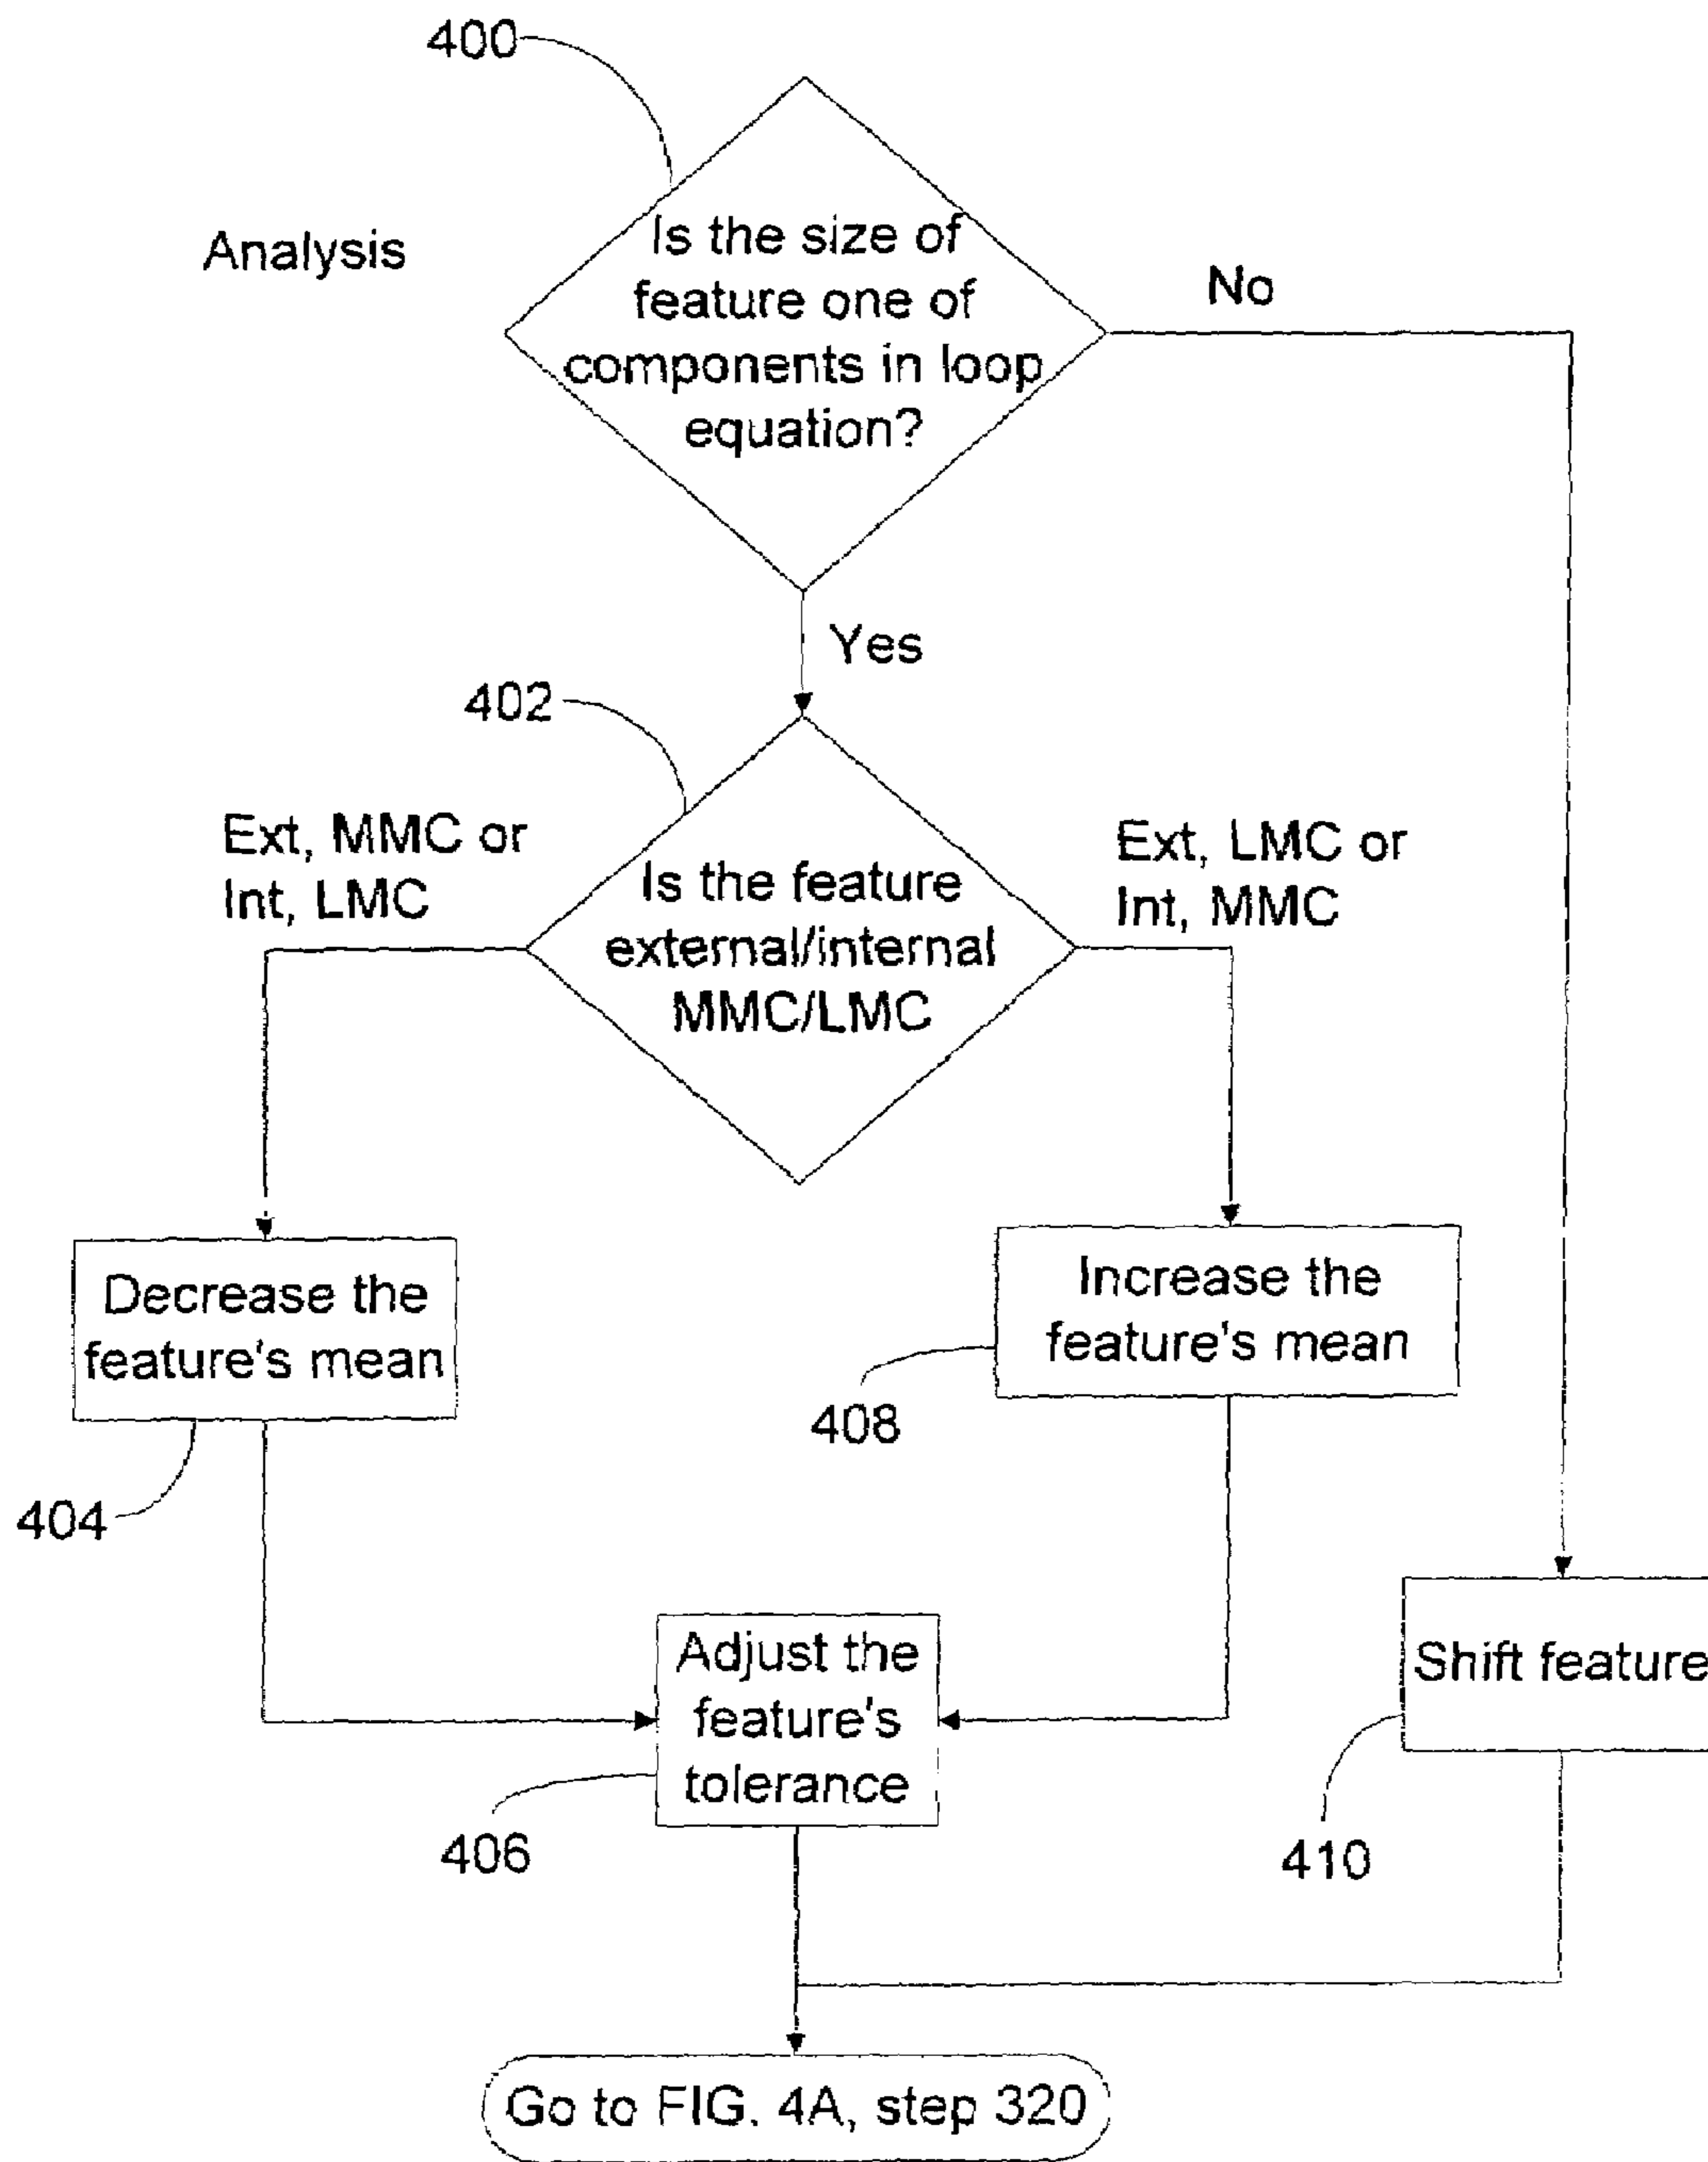 400
Analysis
Is the size of
feature one of
components in loop
equation?
No
Yes
402
Ext, MMC or
Int, LMC
Is the feature
external/internal
MMC/LMC
Ext, LMC or
Int, MMC
Decrease the
feature's mean
404
Increase the
feature's mean
408
Adjust the
feature's
tolerance
406
Shift feature
410
Go to FIG. 4A, step 320